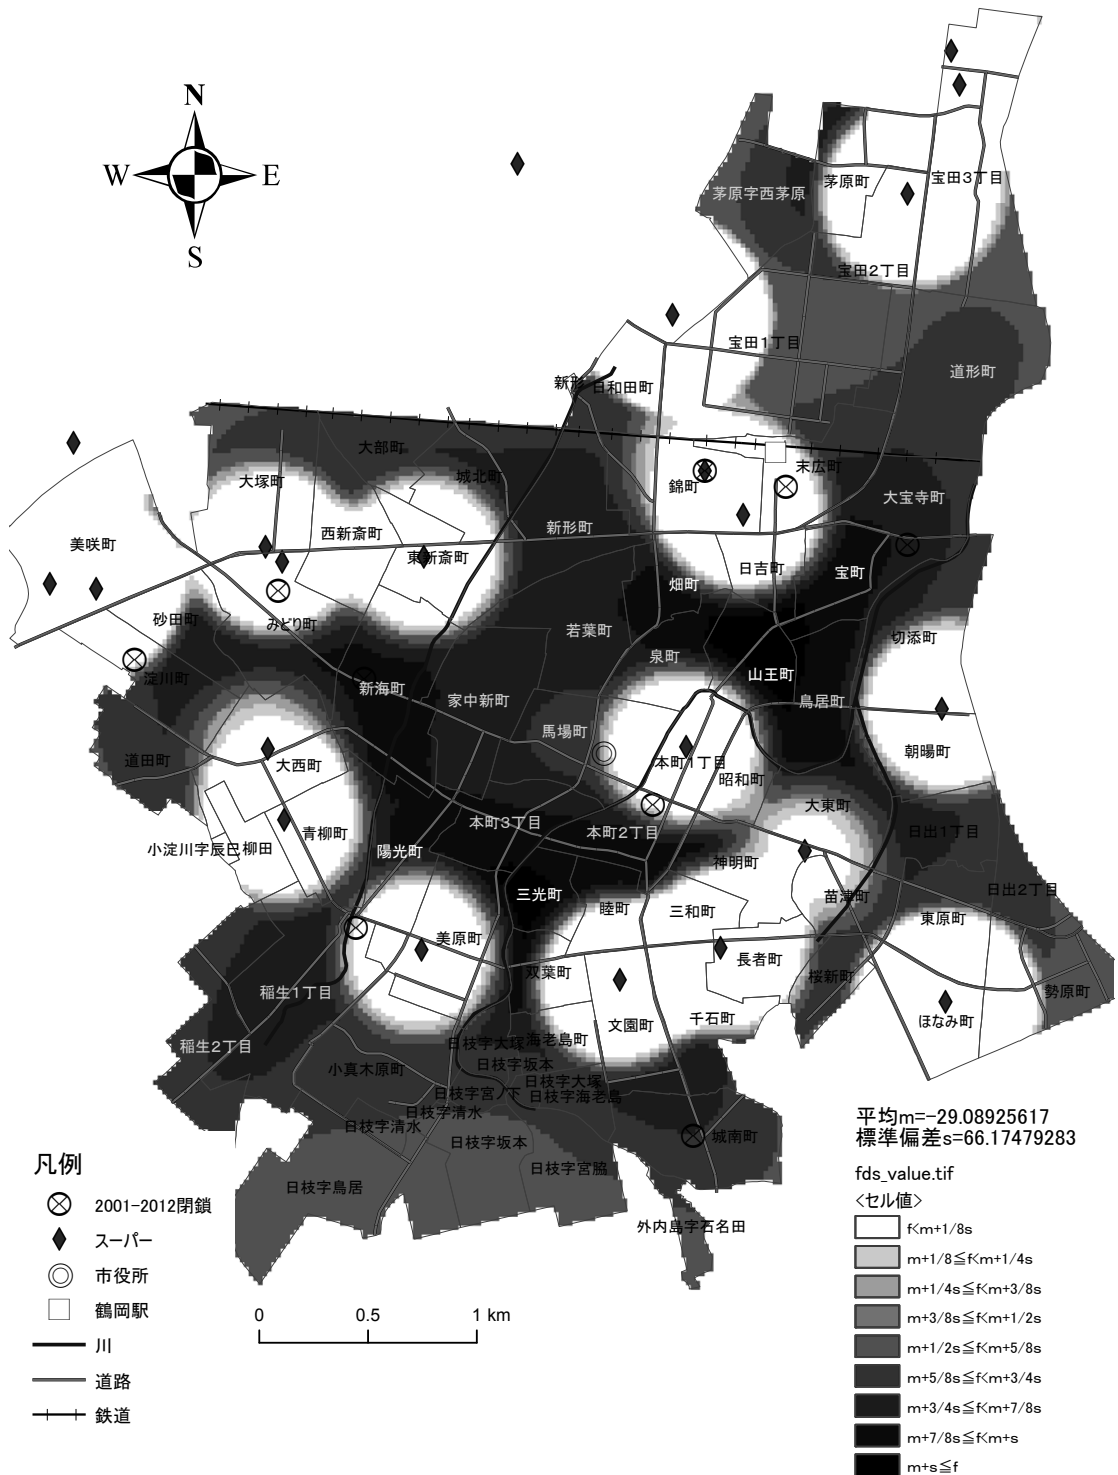 N
W
E
S
茅原町
宝田3丁目
茅原字西茅原
宝田2丁目
宝田1丁目
道形町
新形
日和田町
大部町
城北町
末広町
大塚町
錦町
大宝寺町
西新斎町
新形町
美咲町
東新斎町
日吉町
宝町
畑町
砂田町
みどり町
若葉町
切添町
泉町
淀川町
新海町
山王町
家中新町
鳥居町
馬場町
道田町
大西町
本町1丁目
朝暘町
昭和町
大東町
本町3丁目
本町2丁目
日出1丁目
青柳町
小淀川字辰巳柳田
陽光町
神明町
三光町
日出2丁目
苗津町
睦町
三和町
東原町
美原町
長者町
双葉町
桜新町
稲生1丁目
勢原町
文園町
千石町
ほなみ町
稲生2丁目
日枝字大塚
海老島町
日枝字坂本
小真木原町
日枝字大塚
日枝字宮ノ下
日枝字海老島
日枝字清水
日枝字清水
日枝字坂本
城南町
日枝字宮脇
日枝字鳥居
外内島字石名田
平均m=-29.08925617
標準偏差s=66.17479283
fds_value.tif
<セル値>
f<m+1/8s
m+1/8≦f<m+1/4s
m+1/4s≦f<m+3/8s
m+3/8s≦f<m+1/2s
m+1/2s≦f<m+5/8s
m+5/8s≦f<m+3/4s
m+3/4s≦f<m+7/8s
m+7/8s≦f<m+s
m+s≦f
凡例
2001-2012閉鎖
スーパー
市役所
鶴岡駅
川
道路
鉄道
0 0.5 1 km